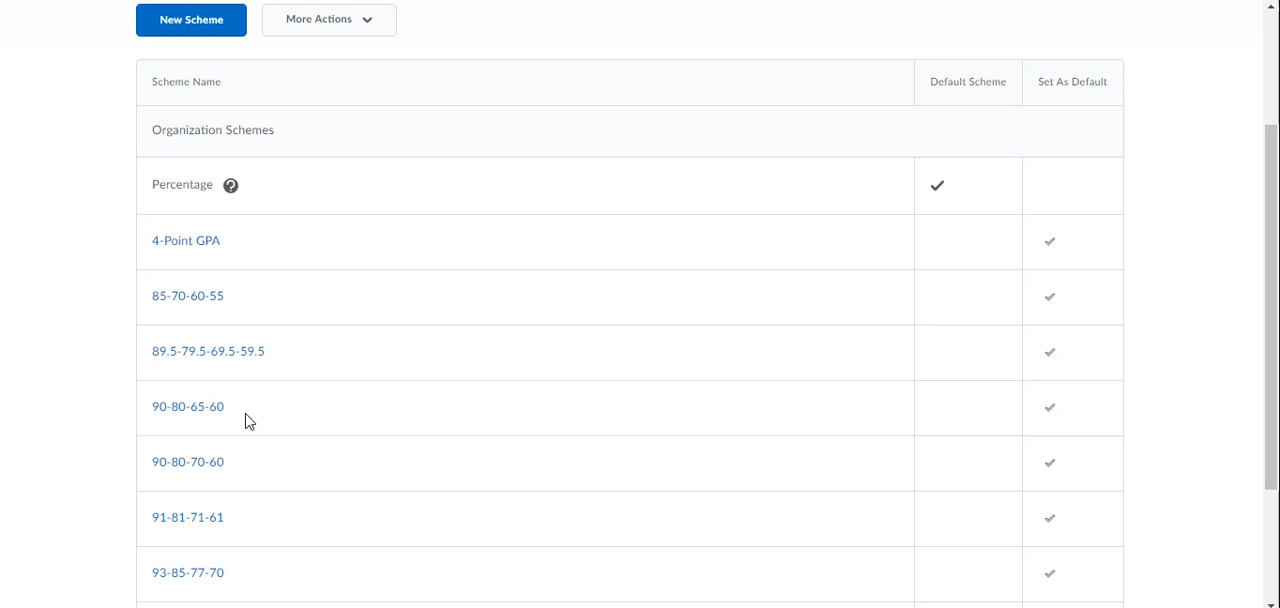 New Scheme
More Actions
Scheme Name
Default Scheme
Set As Default
Organization Schemes
Percentage
4-Point GPA
85-70-60-55
89.5-79.5-69.5-59.5
90-80-65-60
90-80-70-60
91-81-71-61
93-85-77-70